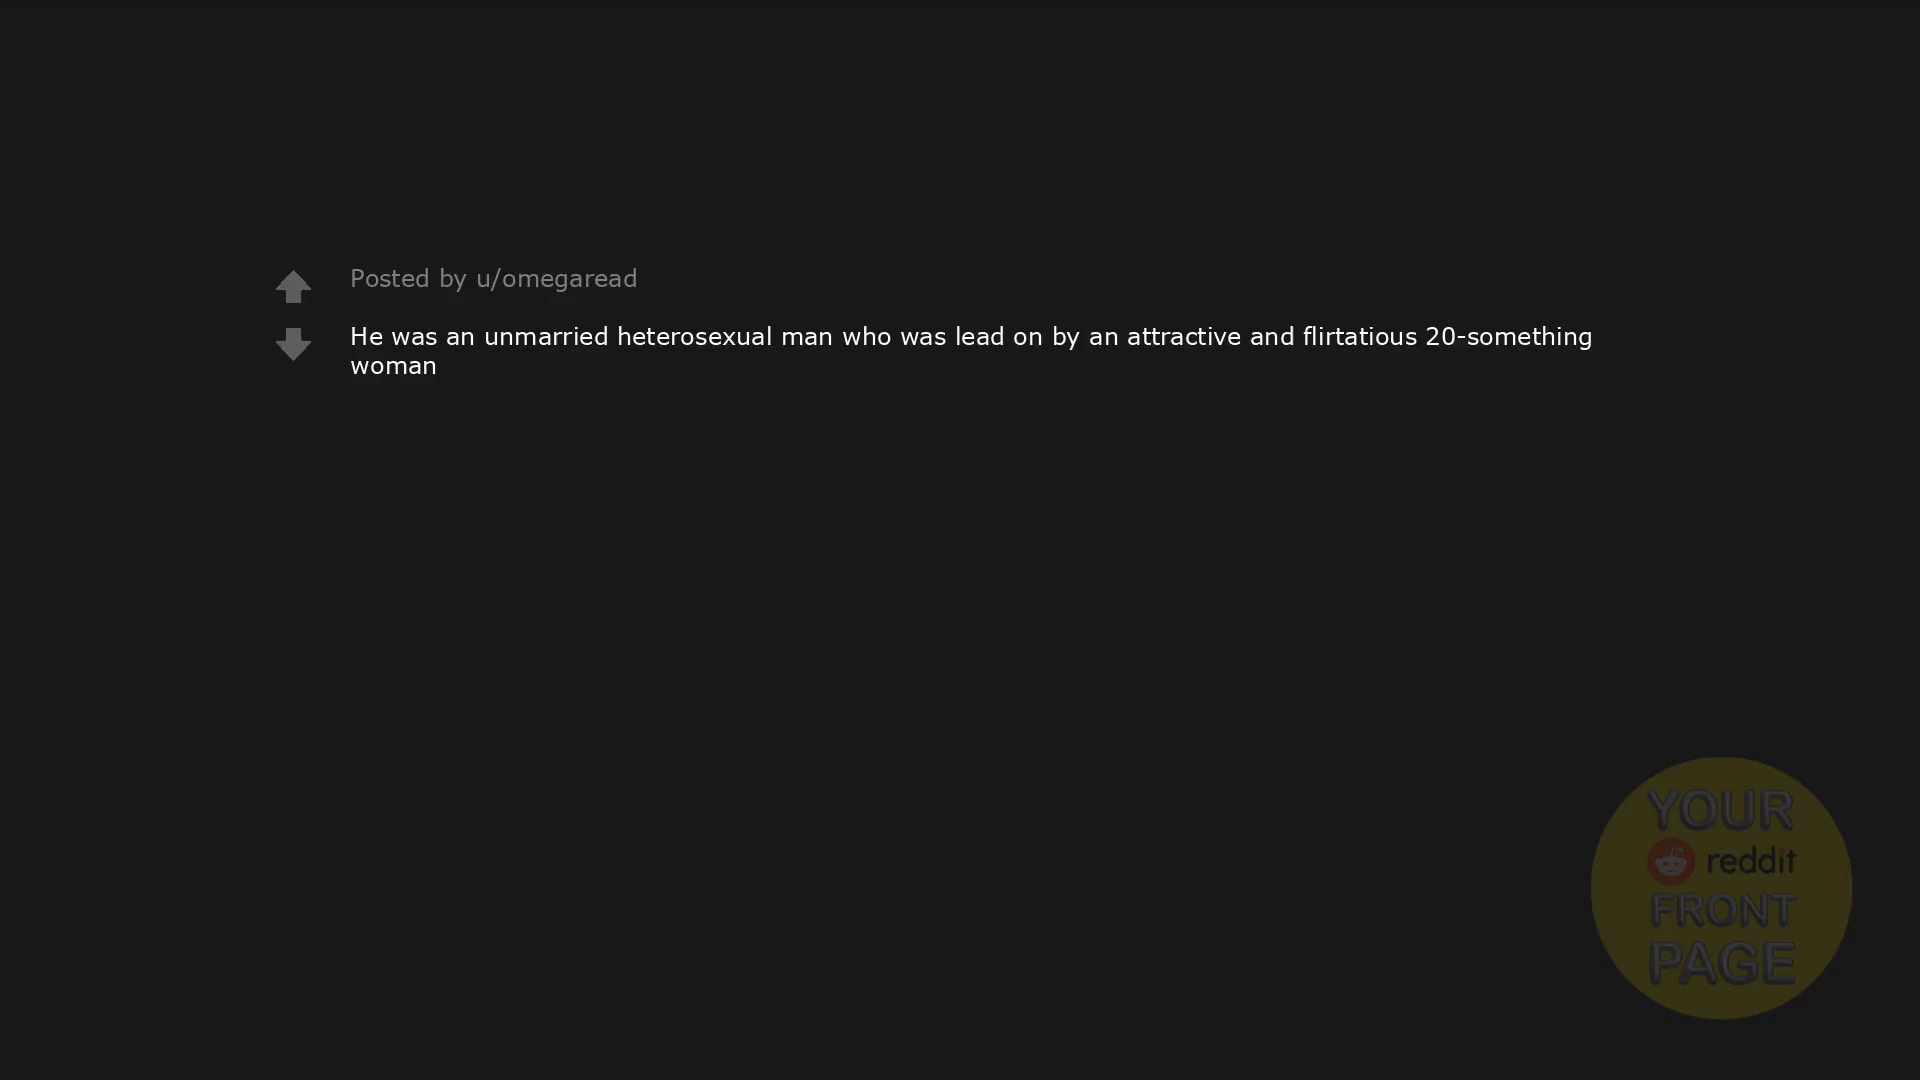 Posted by u/omegaread
He was an unmarried heterosexual man who was lead on by an attractive and flirtatious 20-something
woman
YOUR
reddit
FRONT
PAGE